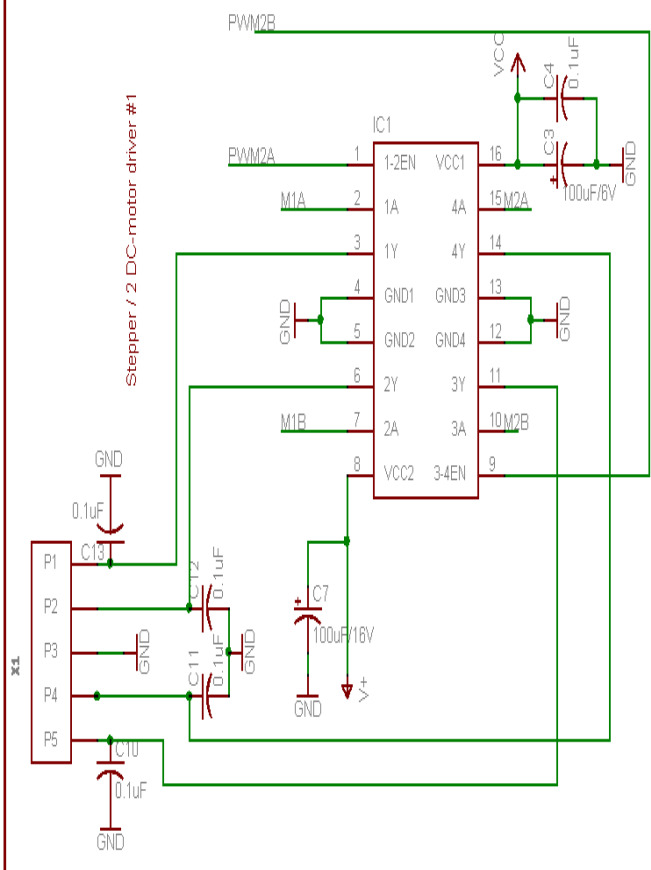 PWM2B
VCC
C4
0.1uF
C3
100uF/6V
GND
Stepper / 2 DC-motor driver #1
IC1
PWM2A
1
1-2EN
VCC1
16
M1A
2
1A
4A
15
M2A
3
1Y
4Y
14
GND
4
GND1
GND3
13
GND
5
GND2
GND4
12
6
2Y
3Y
11
M1B
7
2A
3A
10
M2B
8
VCC2
3-4EN
9
GND
0.1uF
C13
P1
C12
0.1uF
P2
C7
100uF/16V
X1
P3
GND
GND
C11
0.1uF
P4
V+
GND
P5
C10
0.1uF
GND